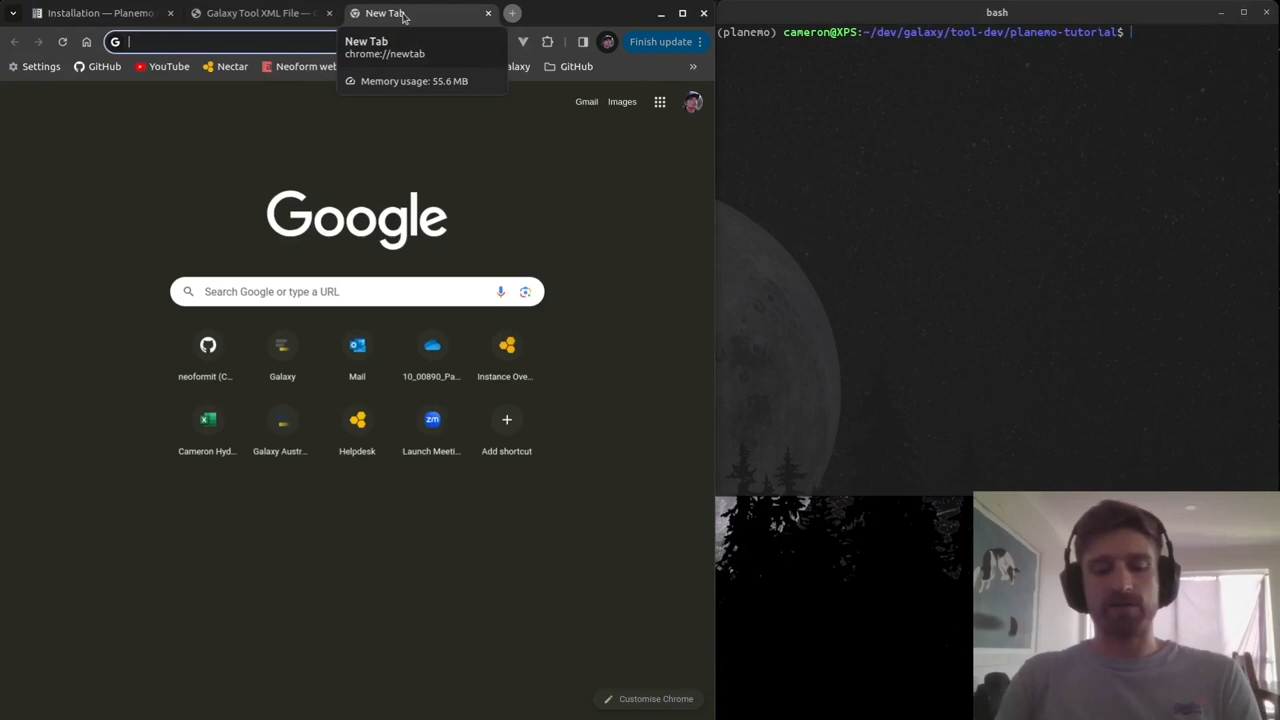 Installation — Planemo
Galaxy Tool XML File —
New Tab
bash
(planemo) cameron@XPS:~/dev/galaxy/tool-dev/planemo-tutorial$
New Tab
chrome://newtab
Memory usage: 55.6 MB
Finish update
Settings
GitHub
YouTube
Nectar
Neoform web
GitHub
»
Gmail
Images
Google
Search Google or type a URL
neoformit (C...
Galaxy
Mail
10_00890_Pa...
Instance Ove...
Cameron Hyd...
Galaxy Austr...
Helpdesk
zm
Launch Meeti...
Add shortcut
Customise Chrome